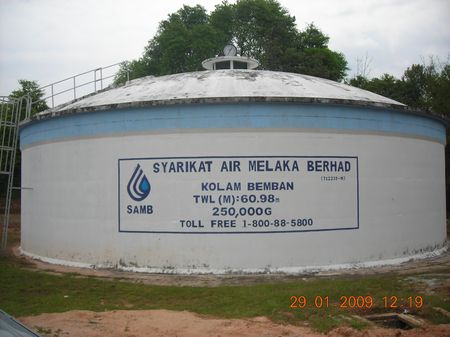 SYARIKAT AIR MELAKA BERHAD
KOLAM BEMBAN
TWL (M): 60.98m
250,000G
TOLL FREE 1-800-88-5800
SAMB
29.01.2009 12:19